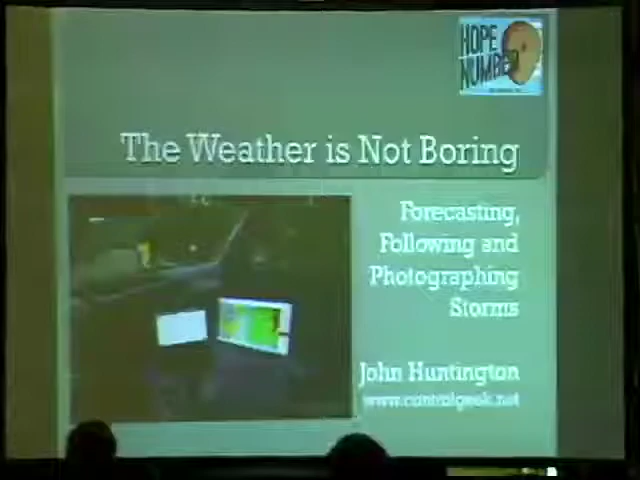 HOPE
NUMBER
The Weather is Not Boring
Forecasting,
Following and
Photographing
Storms
John Huntington
www.controlgeek.net